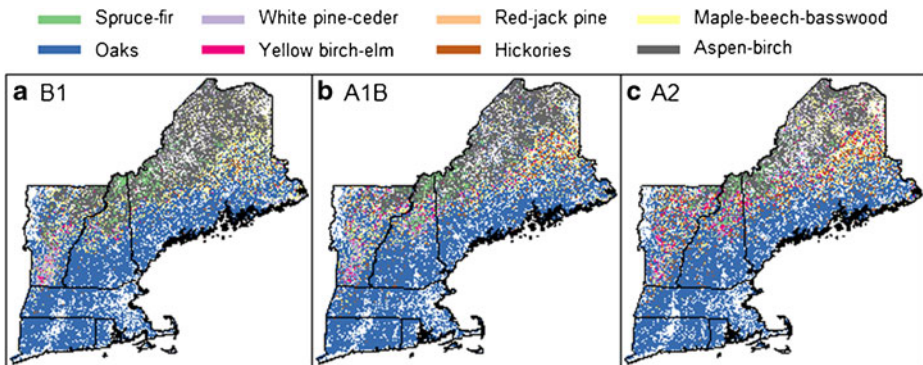 Spruce-fir White pine-ceder Red-jack pine Maple-beech-basswood
Oaks Yellow birch-elm Hickories Aspen-birch
a B1 b A1B c A2